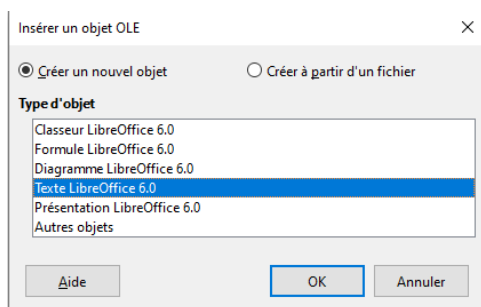 Insérer un objet OLE
Créer un nouvel objet
Créer à partir d'un fichier
Type d'objet
Classeur LibreOffice 6.0
Formule LibreOffice 6.0
Diagramme LibreOffice 6.0
Texte LibreOffice 6.0
Présentation LibreOffice 6.0
Autres objets
Aide
OK
Annuler